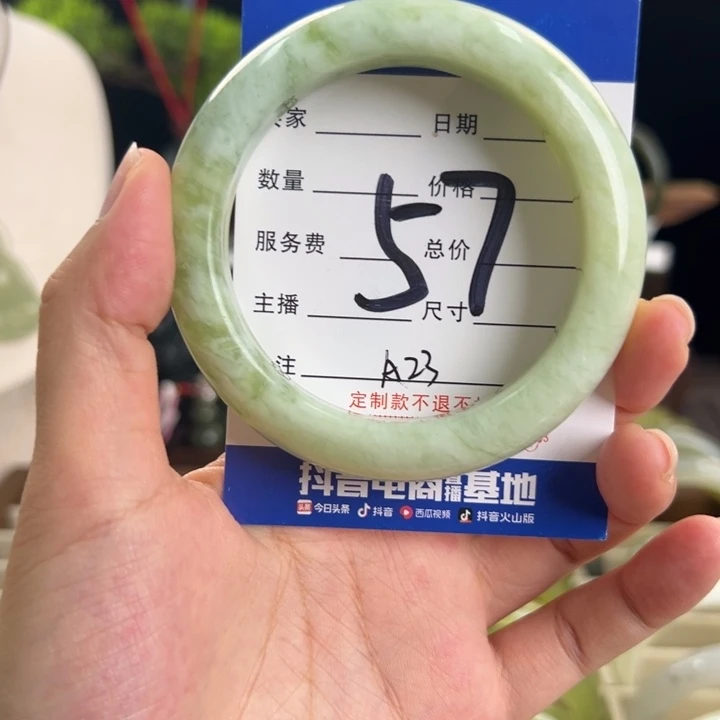 家 日期
数量 价格
服务费 总价
57
主播 尺寸
注 A23
定制款不退不
抖音电商直播基地
头条 今日头条 抖音 西瓜视频 抖音火山版